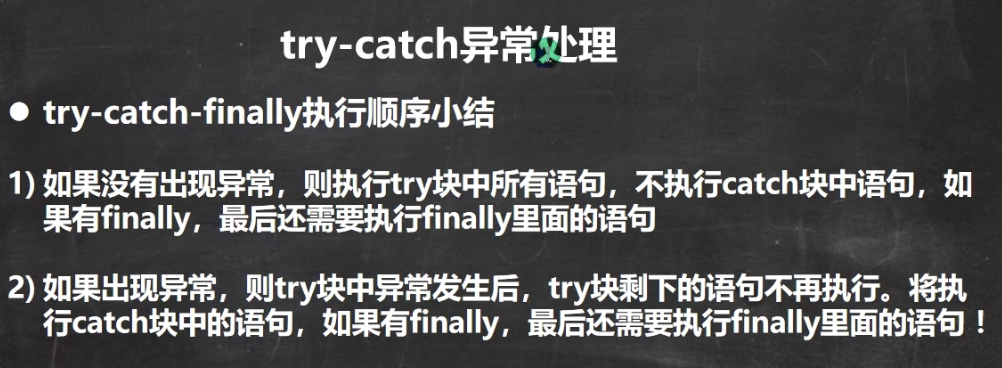 try-catch异常处理
● try-catch-finally执行顺序小结
1) 如果没有出现异常，则执行try块中所有语句，不执行catch块中语句，如
果有finally，最后还需要执行finally里面的语句
2) 如果出现异常，则try块中异常发生后，try块剩下的语句不再执行。将执
行catch块中的语句，如果有finally，最后还需要执行finally里面的语句！